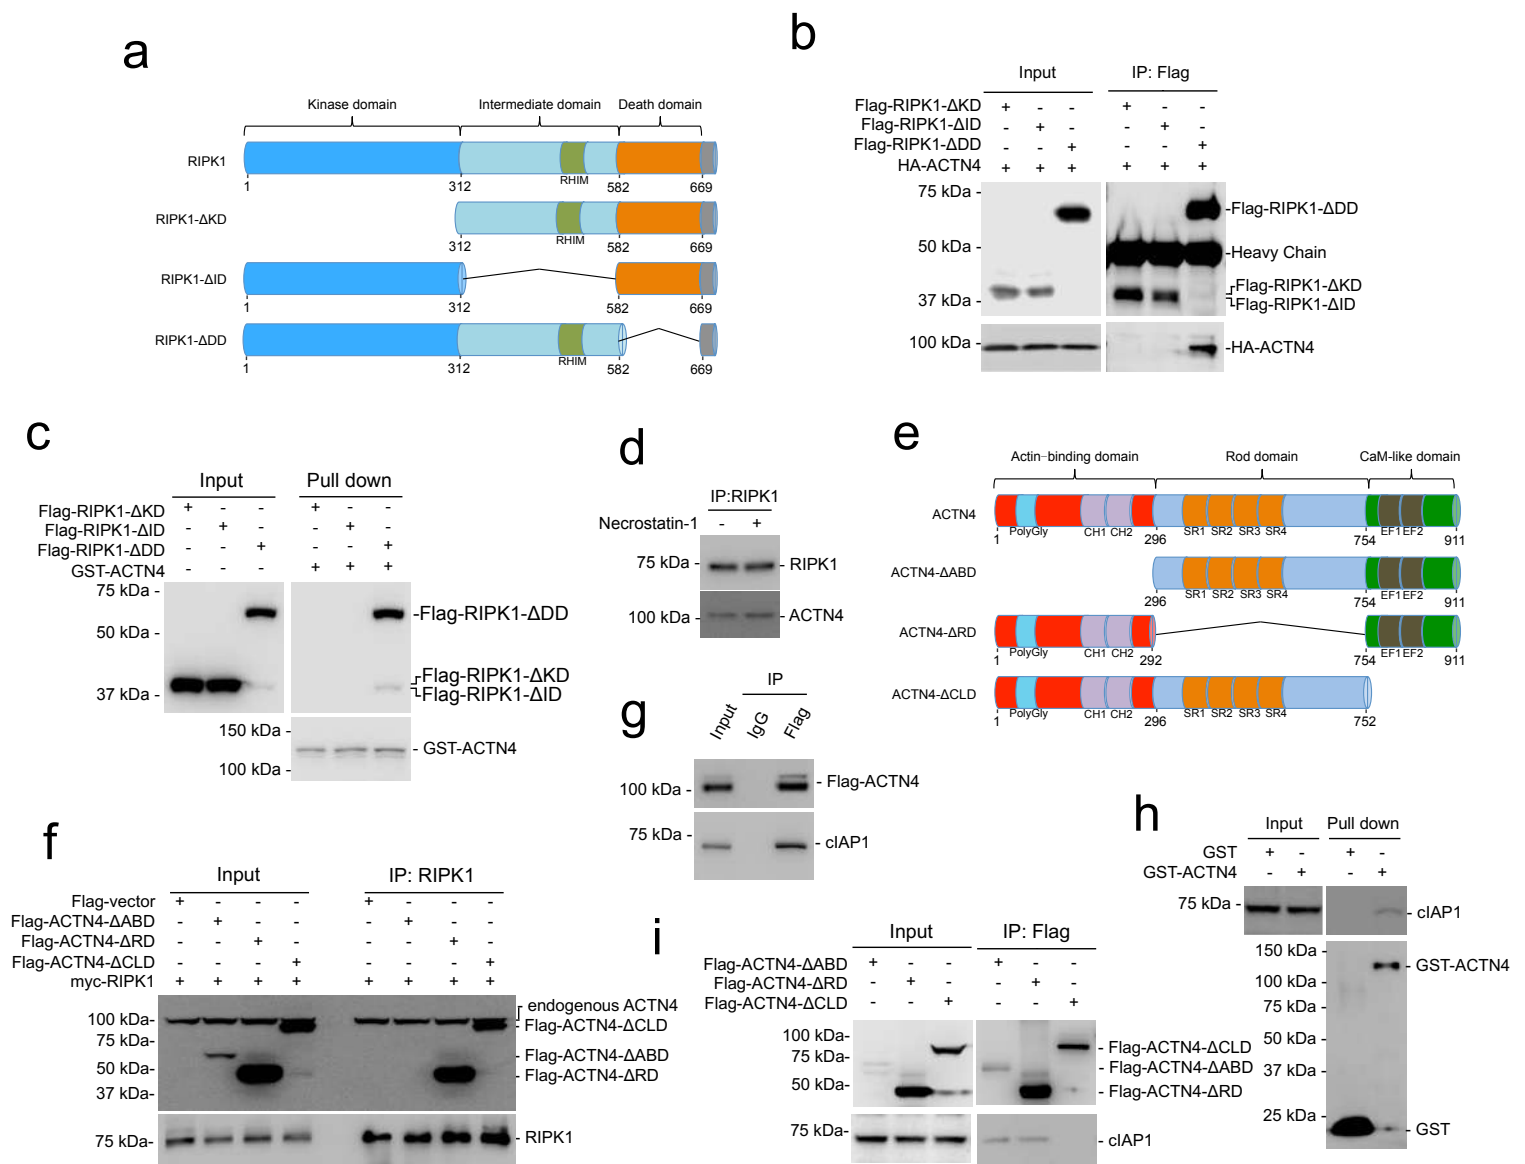 a
Kinase domain Intermediate domain Death domain
RIPK1
RHIM
1 312 582 669
RIPK1-ΔKD
RHIM
312 582 669
RIPK1-ΔID
1 312 582 669
RIPK1-ΔDD
RHIM
1 312 582 669
b
Input IP: Flag
Flag-RIPK1-ΔKD + - - + - -
Flag-RIPK1-ΔID - + - - + -
Flag-RIPK1-ΔDD - - + - - +
HA-ACTN4 + + + + + +
75 kDa -
-Flag-RIPK1-ΔDD
50 kDa -
-Heavy Chain
-Flag-RIPK1-ΔKD
37 kDa -
-Flag-RIPK1-ΔID
100 kDa -
-HA-ACTN4
c
Input Pull down
Flag-RIPK1-ΔKD + - - + - -
Flag-RIPK1-ΔID - + - - + -
Flag-RIPK1-ΔDD - - + - - +
GST-ACTN4 - - - + + +
75 kDa -
-Flag-RIPK1-ΔDD
50 kDa -
-Flag-RIPK1-ΔKD
37 kDa -
-Flag-RIPK1-ΔID
150 kDa -
- GST-ACTN4
100 kDa -
d
IP:RIPK1
Necrostatin-1 - +
75 kDa - - RIPK1
100 kDa - - ACTN4
e
Actin-binding domain Rod domain CaM-like domain
ACTN4
PolyGly CH1 CH2 SR1 SR2 SR3 SR4 EF1 EF2
1 296 754 911
ACTN4-ΔABD
SR1 SR2 SR3 SR4 EF1 EF2
296 754 911
ACTN4-ΔRD
PolyGly CH1 CH2 EF1 EF2
1 292 754 911
ACTN4-ΔCLD
PolyGly CH1 CH2 SR1 SR2 SR3 SR4
1 296 752
f
Input IP: RIPK1
Flag-vector + - - - + - - -
Flag-ACTN4-ΔABD - + - - - + - -
Flag-ACTN4-ΔRD - - + - - - + -
Flag-ACTN4-ΔCLD - - - + - - - +
myc-RIPK1 + + + + + + + +
endogenous ACTN4
100 kDa-
- Flag-ACTN4-ΔCLD
75 kDa-
- Flag-ACTN4-ΔABD
50 kDa-
- Flag-ACTN4-ΔRD
37 kDa-
75 kDa- - RIPK1
g
IP
Input IgG Flag
100 kDa - - Flag-ACTN4
75 kDa -
- cIAP1
h
Input Pull down
GST + - + -
GST-ACTN4 - + - +
75 kDa -
- cIAP1
150 kDa -
- GST-ACTN4
100 kDa -
75 kDa -
50 kDa -
37 kDa -
25 kDa -
- GST
i
Input IP: Flag
Flag-ACTN4-ΔABD + - - + - -
Flag-ACTN4-ΔRD - + - - + -
Flag-ACTN4-ΔCLD - - + - - +
100 kDa-
- Flag-ACTN4-ΔCLD
75 kDa-
- Flag-ACTN4-ΔABD
50 kDa-
- Flag-ACTN4-ΔRD
75 kDa-
- cIAP1